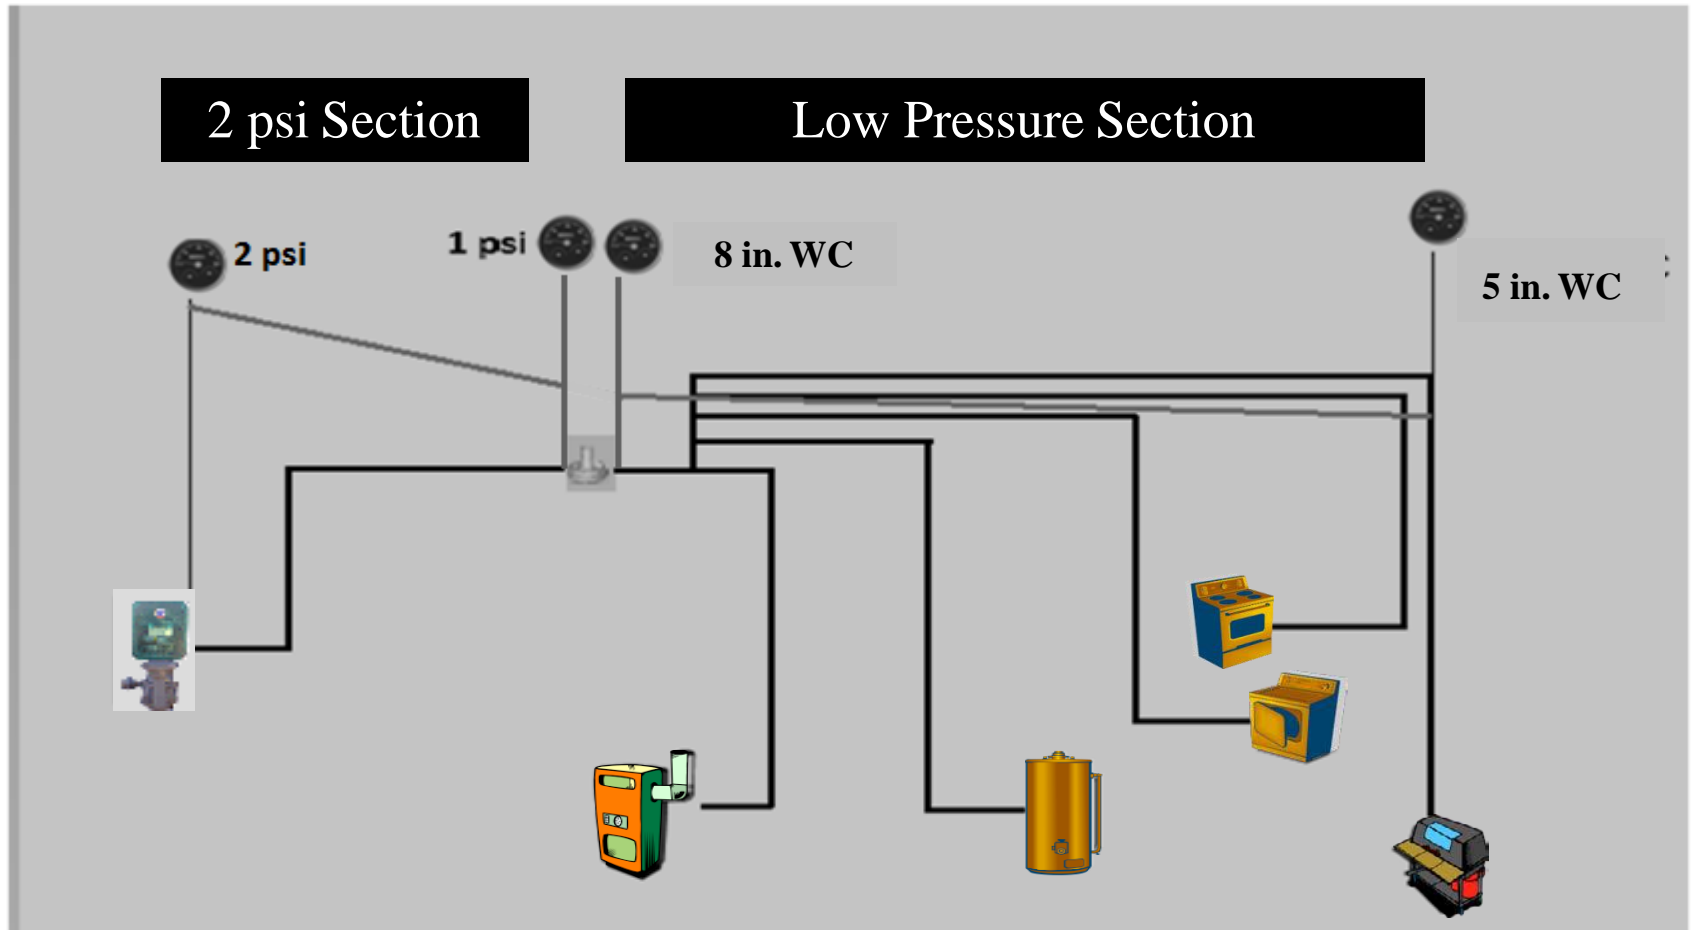 2 psi Section
Low Pressure Section
2 psi
1 psi
8 in. WC
5 in. WC